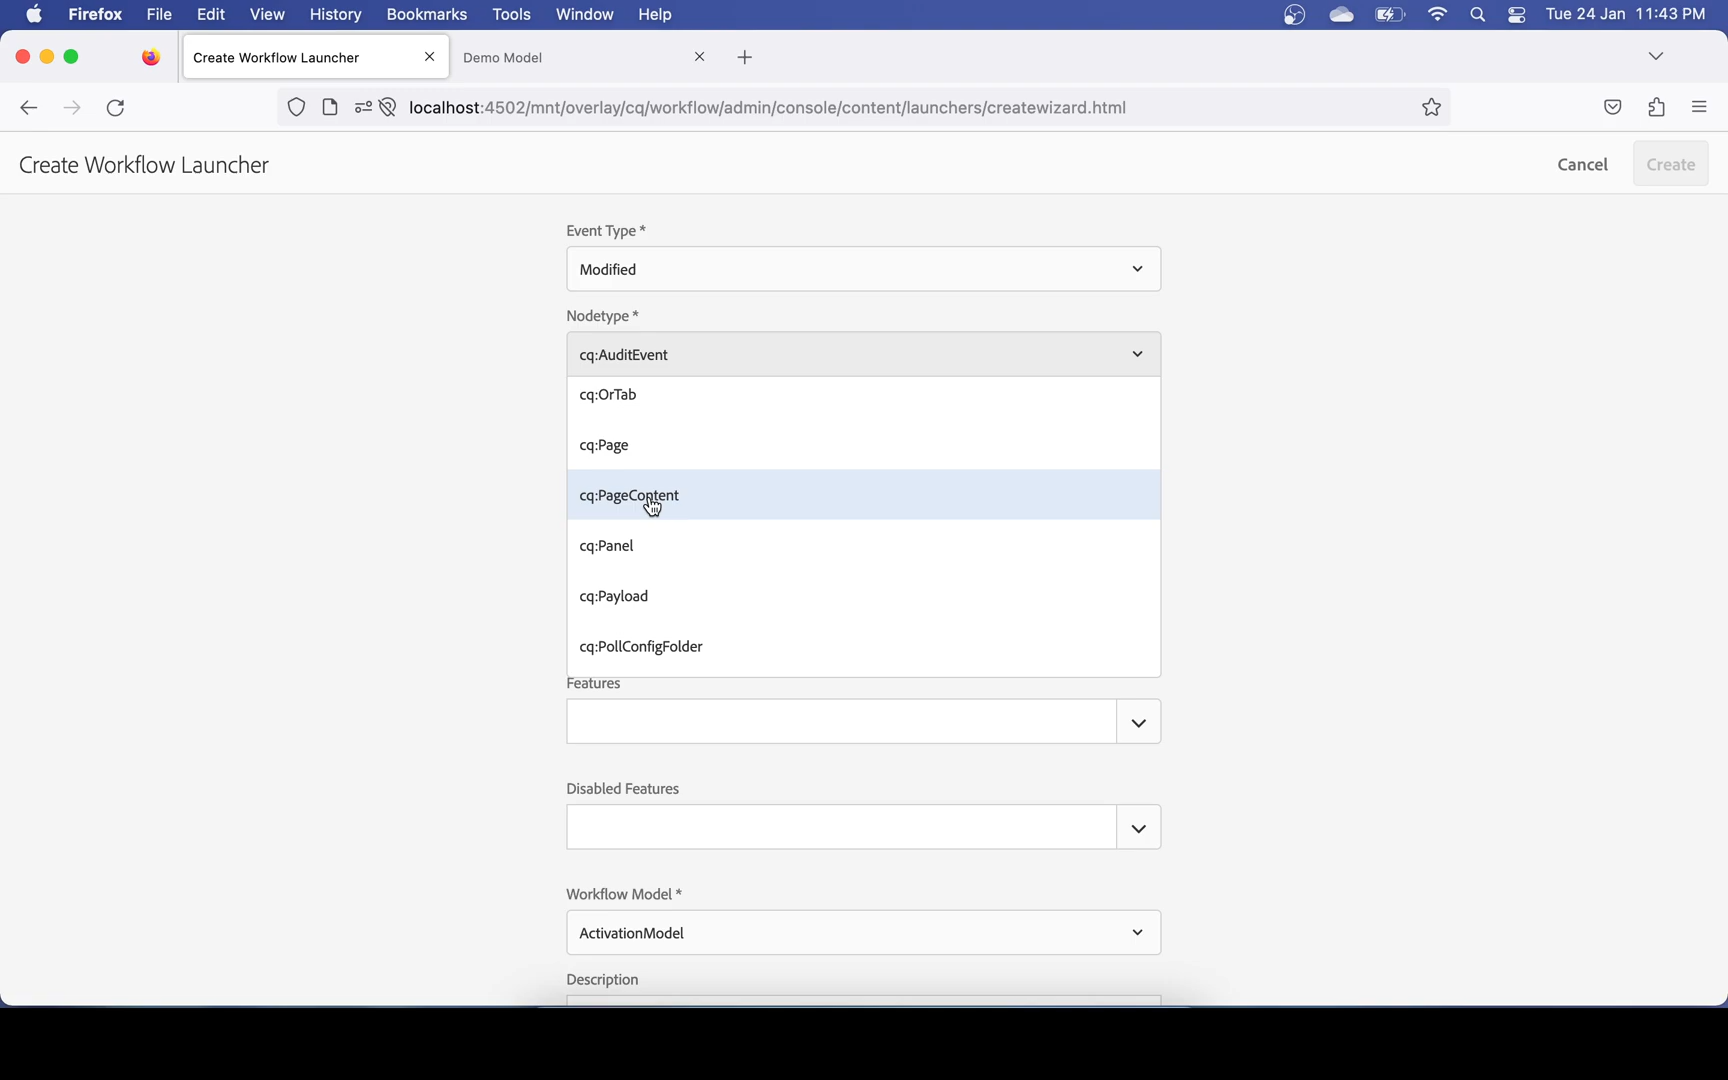 Firefox File Edit View History Bookmarks Tools Window Help Tue 24 Jan 11:43 PM
Create Workflow Launcher Demo Model
localhost:4502/mnt/overlay/cq/workflow/admin/console/content/launchers/createwizard.html
Create Workflow Launcher Cancel Create
Event Type *
Modified
Nodetype *
cq:AuditEvent
cq:OrTab
cq:Page
cq:PageContent
cq:Panel
cq:Payload
cq:PollConfigFolder
Features
Disabled Features
Workflow Model *
ActivationModel
Description